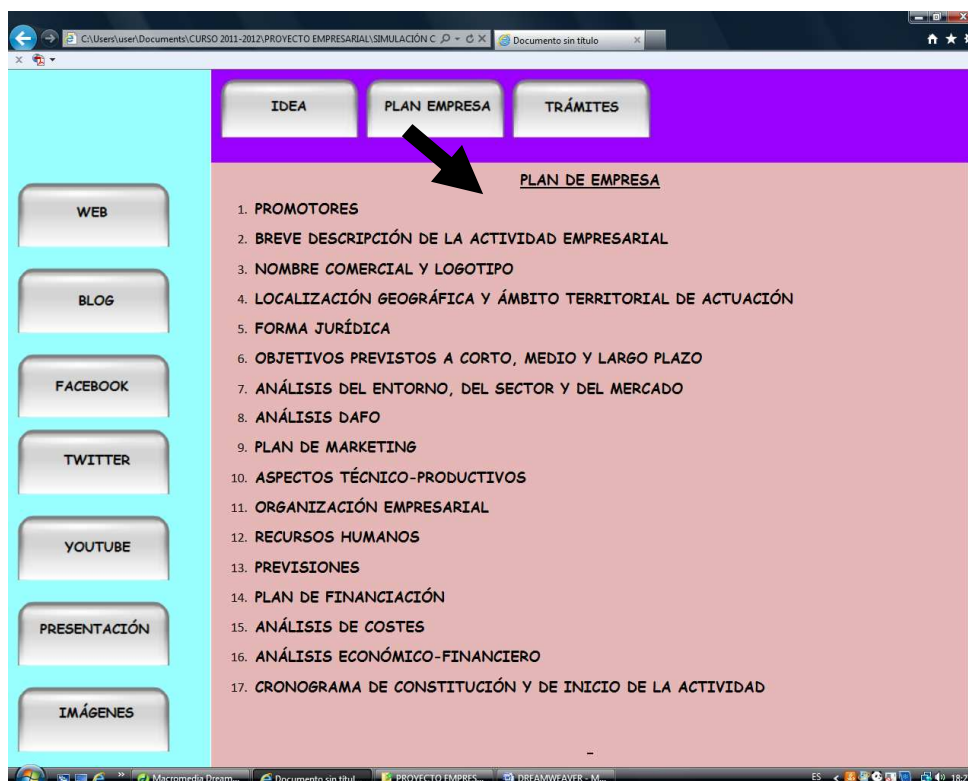 C:\Users\user\Documents\CURSO 2011-2012\PROYECTO EMPRESARIAL\SIMULACIÓN C
Documento sin título
IDEA
PLAN EMPRESA
TRÁMITES
PLAN DE EMPRESA
WEB
BLOG
FACEBOOK
TWITTER
YOUTUBE
PRESENTACIÓN
IMÁGENES
1. PROMOTORES
2. BREVE DESCRIPCIÓN DE LA ACTIVIDAD EMPRESARIAL
3. NOMBRE COMERCIAL Y LOGOTIPO
4. LOCALIZACIÓN GEOGRÁFICA Y ÁMBITO TERRITORIAL DE ACTUACIÓN
5. FORMA JURÍDICA
6. OBJETIVOS PREVISTOS A CORTO, MEDIO Y LARGO PLAZO
7. ANÁLISIS DEL ENTORNO, DEL SECTOR Y DEL MERCADO
8. ANÁLISIS DAFO
9. PLAN DE MARKETING
10. ASPECTOS TÉCNICO-PRODUCTIVOS
11. ORGANIZACIÓN EMPRESARIAL
12. RECURSOS HUMANOS
13. PREVISIONES
14. PLAN DE FINANCIACIÓN
15. ANÁLISIS DE COSTES
16. ANÁLISIS ECONÓMICO-FINANCIERO
17. CRONOGRAMA DE CONSTITUCIÓN Y DE INICIO DE LA ACTIVIDAD
Macromedia Dream...
Documento sin títul...
PROYECTO EMPRES...
DREAMWEAVER - M...
ES